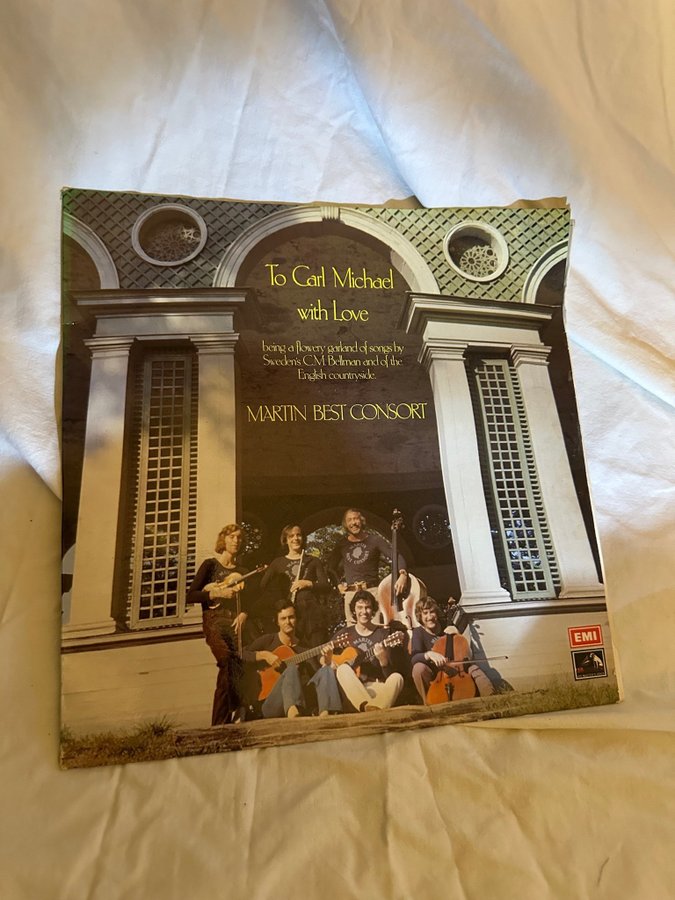 To Carl Michael
with Love
being a flowery garland of songs by
Sweden's C.M. Bellman and of the
English countryside.
MARTIN BEST CONSORT
EMI